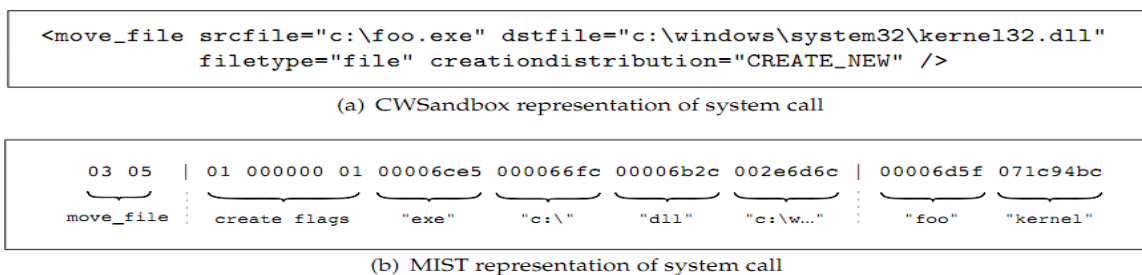 <move_file srcfile="c:\foo.exe" dstfile="c:\windows\system32\kernel32.dll"
filetype="file" creationdistribution="CREATE_NEW" />
(a) CWSandbox representation of system call
03 05 | 01 000000 01 00006ce5 000066fc 00006b2c 002e6d6c | 00006d5f 071c94bc
move_file create flags "exe" "c:\" "dll" "c:\w..." "foo" "kernel"
(b) MIST representation of system call